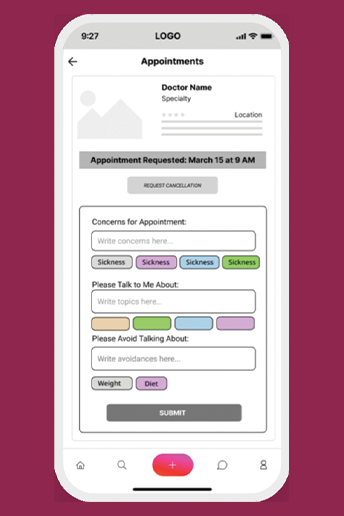 9:27
LOGO
Appointments
Doctor Name
Specialty
Location
Appointment Requested: March 15 at 9 AM
REQUEST CANCELLATION
Concerns for Appointment:
Write concerns here...
Sickness Sickness Sickness Sickness
Please Talk to Me About:
Write topics here...
Please Avoid Talking About:
Write avoidances here...
Weight Diet
SUBMIT